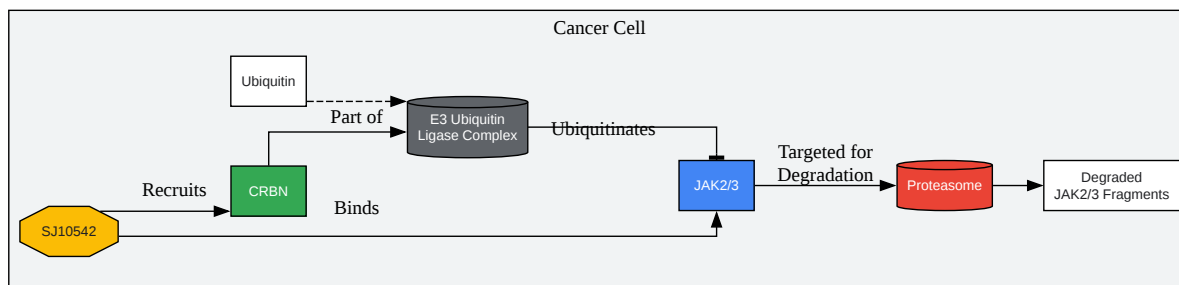 Cancer Cell
Ubiquitin
Part of
E3 Ubiquitin
Ligase Complex
Ubiquitinates
Targeted for
Degradation
Recruits
CRBN
JAK2/3
Proteasome
Degraded
JAK2/3 Fragments
Binds
SJ10542